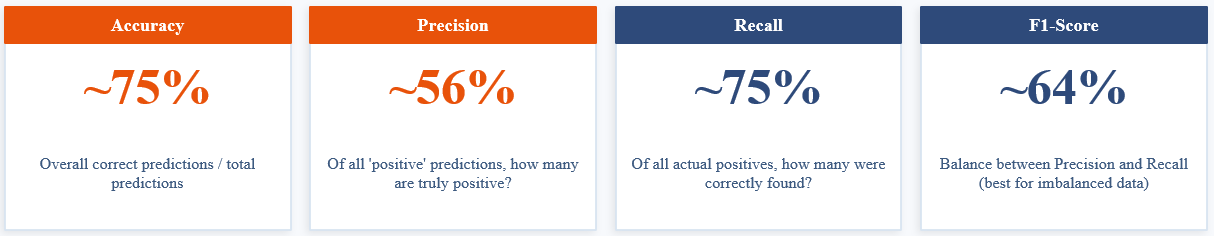 Accuracy
~75%
Overall correct predictions / total
predictions
Precision
~56%
Of all 'positive' predictions, how many
are truly positive?
Recall
~75%
Of all actual positives, how many were
correctly found?
F1-Score
~64%
Balance between Precision and Recall
(best for imbalanced data)